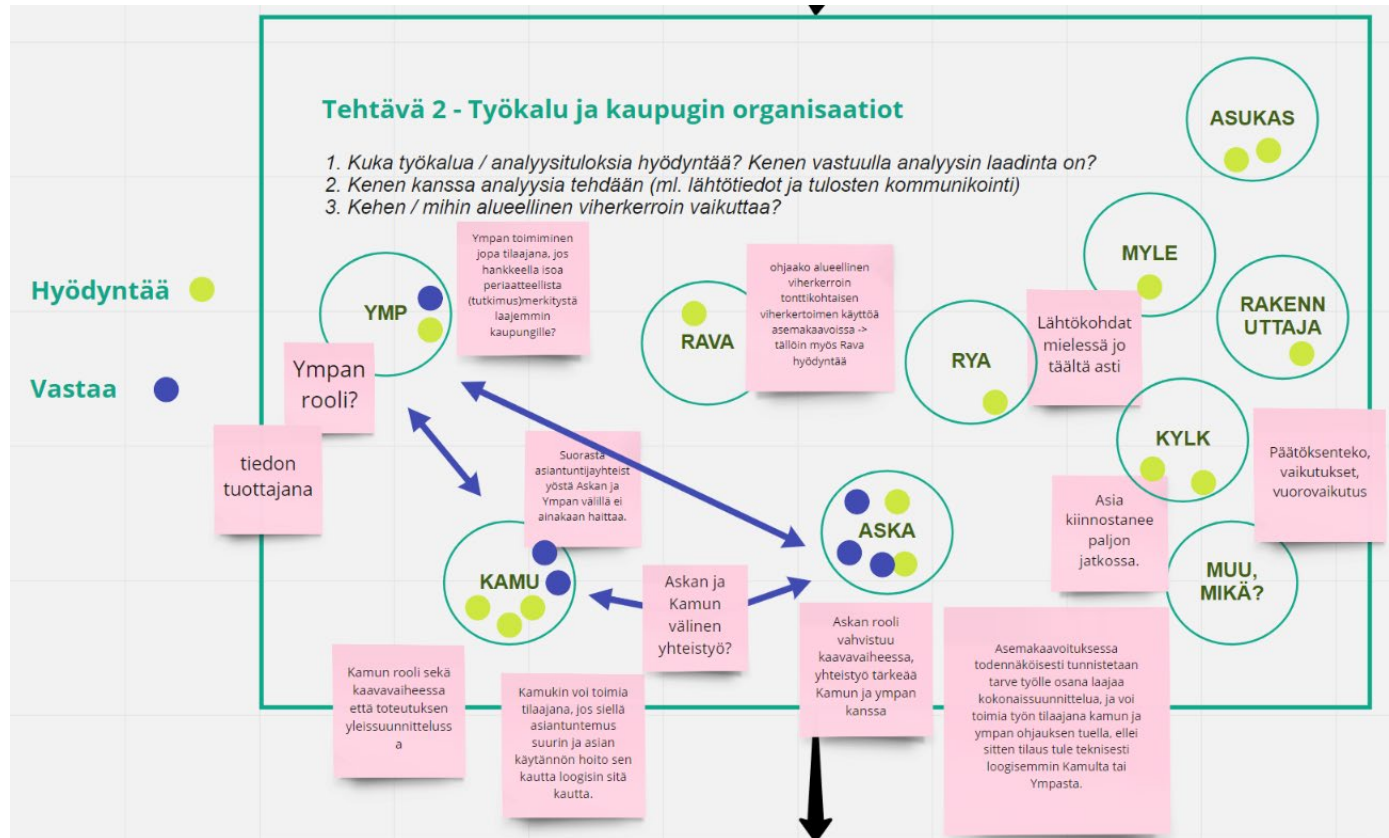 Tehtävä 2 - Työkalu ja kaupugin organisaatiot
1. Kuka työkalua / analyysituloksia hyödyntää? Kenen vastuulla analyysin laadinta on?
2. Kenen kanssa analyysia tehdään (ml. lähtötiedot ja tulosten kommunikointi)
3. Kehen / mihin alueellinen viherkerroin vaikuttaa?
Hyödyntää
Vastaa
YMP
Ympan toimiminen
jopa tilaajana, jos
hankkeella isoa
periaatteellista
(tutkimus)merkitystä
laajemmin
kaupungille?
Ympan
rooli?
tiedon
tuottajana
RAVA
ohjaako alueellinen
viherkerroin
tonttikohtaisen
viherkertoimen käyttöä
asemakaavoissa ->
tällöin myös Rava
hyödyntää
ASUKAS
MYLE
RAKENN
UTTAJA
RYA
Lähtökohdat
mielessä jo
täältä asti
KYLK
Päätöksenteko,
vaikutukset,
vuorovaikutus
Asia
kiinnostanee
paljon
jatkossa.
MUU,
MIKÄ?
Suorasta
asiantuntijayhteist
yöstä Askan ja
Ympan välillä ei
ainakaan haittaa.
KAMU
ASKA
Askan ja
Kamun
välinen
yhteistyö?
Kamun rooli sekä
kaavavaiheessa
että toteutuksen
yleissuunnitteluss
a
Kamukin voi toimia
tilaajana, jos siellä
asiantuntemus
suurin ja asian
käytännön hoito sen
kautta loogisin sitä
kautta.
Askan rooli
vahvistuu
kaavavaiheessa,
yhteistyö tärkeää
Kamun ja ympan
kanssa
Asemakaavoituksessa
todennäköisesti tunnistetaan
tarve työlle osana laajaa
kokonaissuunnittelua, ja voi
toimia työn tilaajana kamun ja
ympan ohjauksen tuella, ellei
sitten tilaus tule teknisesti
loogisemmin Kamulta tai
Ympasta.